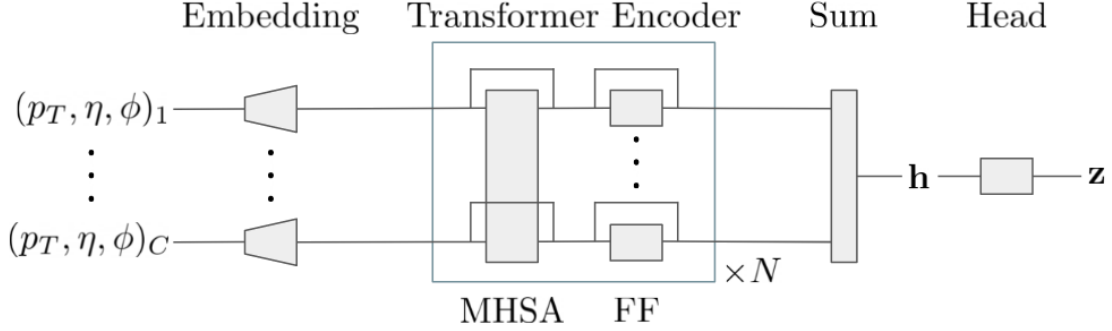 Embedding Transformer Encoder Sum Head
(p_T, η, ϕ)_1
h z
(p_T, η, ϕ)_C
×N
MHSA FF